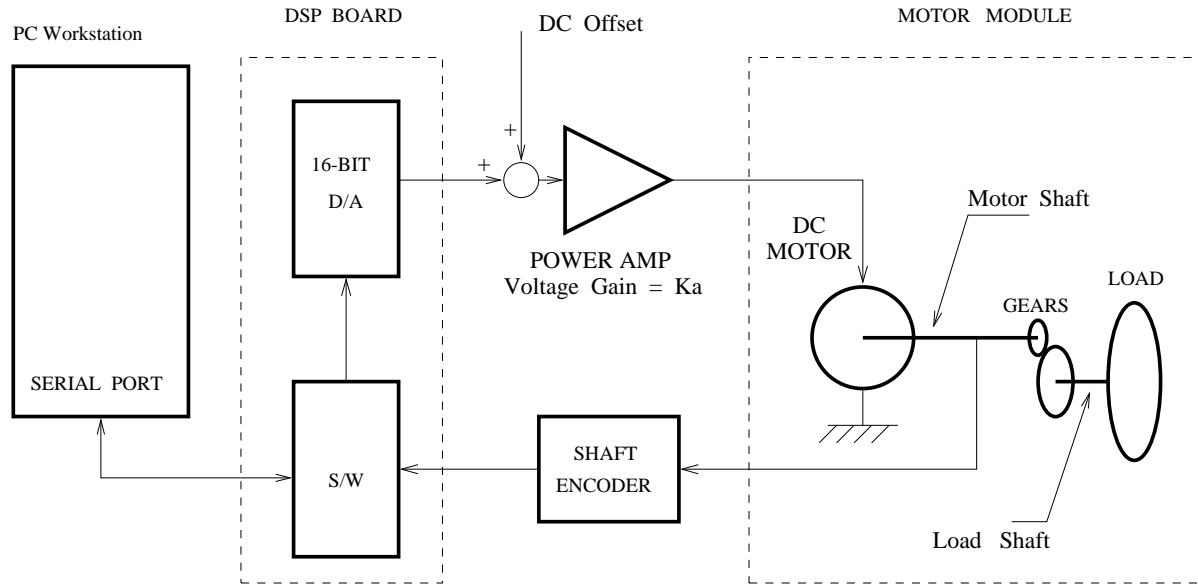 DSP BOARD
DC Offset
MOTOR MODULE
PC Workstation
+
+
16-BIT
D/A
Motor Shaft
DC
MOTOR
POWER AMP
Voltage Gain = Ka
LOAD
GEARS
SERIAL PORT
SHAFT
ENCODER
S/W
Load Shaft